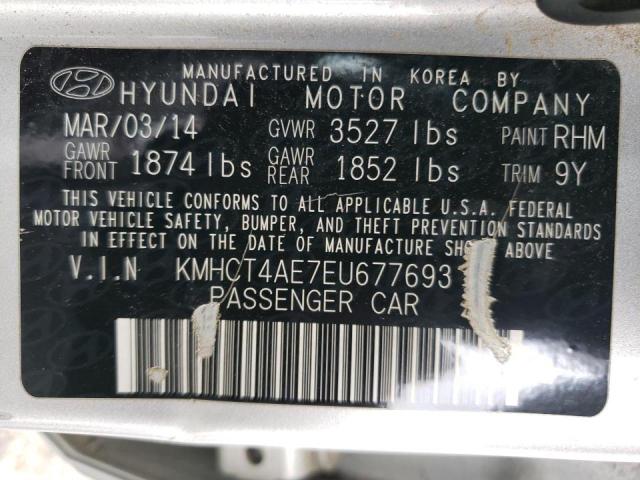 MANUFACTURED IN KOREA BY
HYUNDAI MOTOR COMPANY
MAR/03/14 GVWR 3527 lbs PAINT RHM
GAWR FRONT 1874 lbs GAWR REAR 1852 lbs TRIM 9Y
THIS VEHICLE CONFORMS TO ALL APPLICABLE U.S.A. FEDERAL
MOTOR VEHICLE SAFETY, BUMPER, AND THEFT PREVENTION STANDARDS
IN EFFECT ON THE DATE OF MANUFACTURE SHOWN ABOVE
V.I.N KMHCT4AE7EU677693
PASSENGER CAR